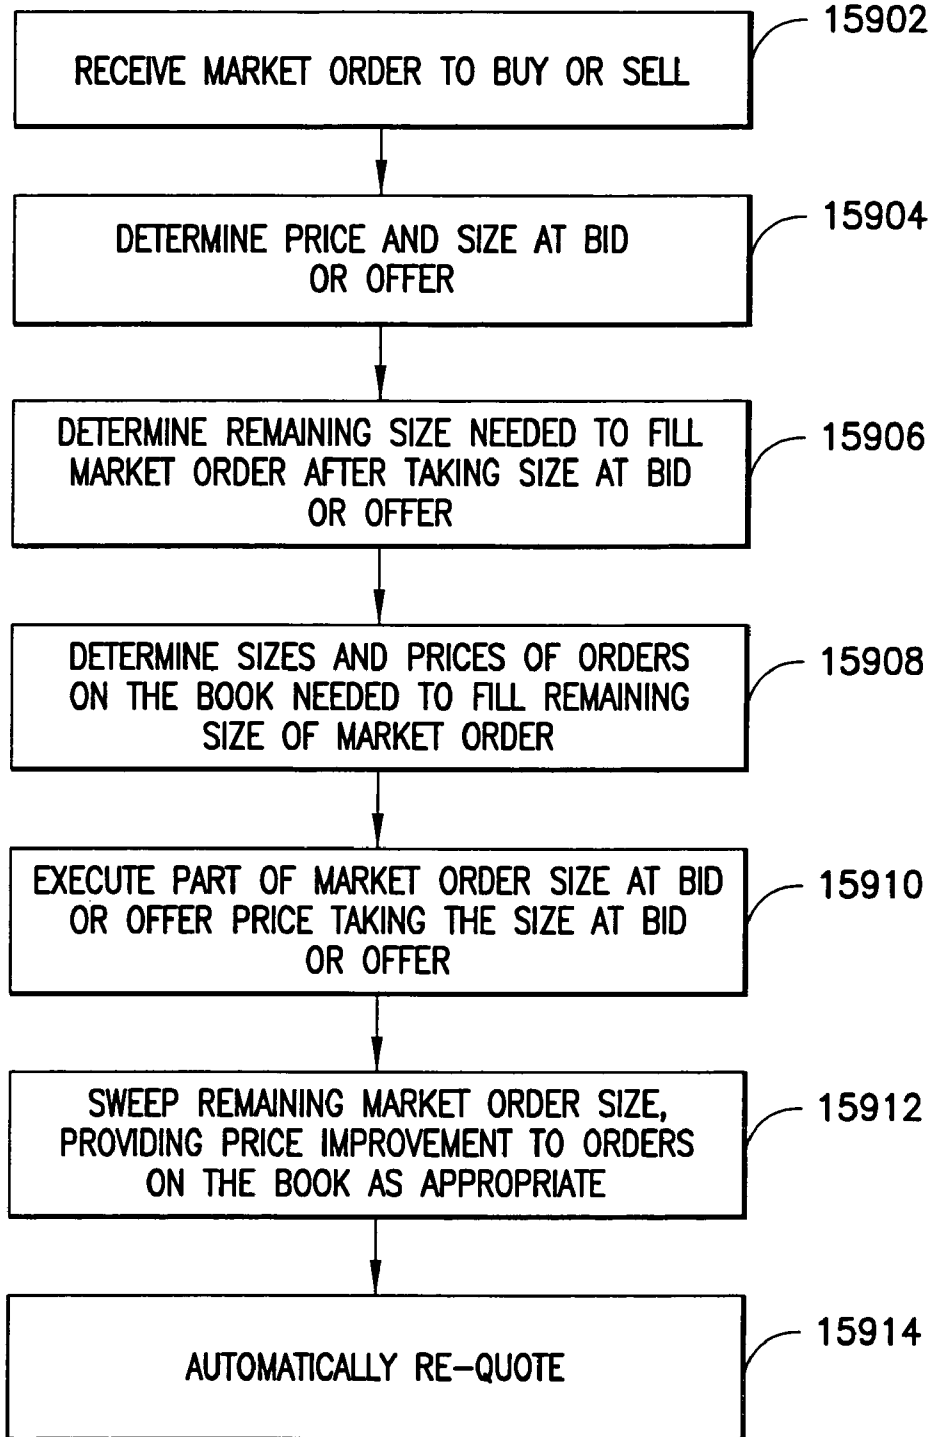 15902
RECEIVE MARKET ORDER TO BUY OR SELL
15904
DETERMINE PRICE AND SIZE AT BID
OR OFFER
15906
DETERMINE REMAINING SIZE NEEDED TO FILL
MARKET ORDER AFTER TAKING SIZE AT BID
OR OFFER
15908
DETERMINE SIZES AND PRICES OF ORDERS
ON THE BOOK NEEDED TO FILL REMAINING
SIZE OF MARKET ORDER
15910
EXECUTE PART OF MARKET ORDER SIZE AT BID
OR OFFER PRICE TAKING THE SIZE AT BID
OR OFFER
15912
SWEEP REMAINING MARKET ORDER SIZE,
PROVIDING PRICE IMPROVEMENT TO ORDERS
ON THE BOOK AS APPROPRIATE
15914
AUTOMATICALLY RE-QUOTE